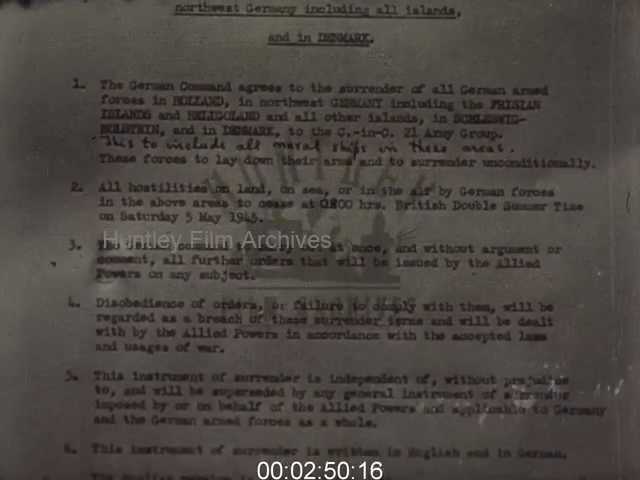 northwest Germany including all islands,
and in DENMARK.
1. The German Command agrees to the surrender of all German armed
forces in HOLLAND, in northwest GERMANY including the FRISIAN
ISLANDS and HELIGOLAND and all other islands, in SCHLESWIG-
HOLSTEIN, and in DENMARK, to the C.-in-C. 21 Army Group.
This to include all naval ships in these areas.
These forces to lay down their arms and to surrender unconditionally.
2. All hostilities on land, on sea, or in the air by German forces
in the above areas to cease at 0800 hrs. British Double Summer Time
on Saturday 5 May 1945.
3. and without argument or
comment, all further orders that will be issued by the Allied
Powers on any subject.
Huntley Film Archives
HUNTLEY
4. Disobedience of orders, or failure to comply with them, will be
regarded as a breach of these surrender terms and will be dealt
with by the Allied Powers in accordance with the accepted laws
and usages of war.
5. This instrument of surrender is independent of, without prejudice
to, and will be superseded by any general instrument of surrender
imposed by or on behalf of the Allied Powers and applicable to Germany
and the German armed forces as a whole.
6. This instrument of surrender is written in English and in German.
The English version is
00:02:50:16